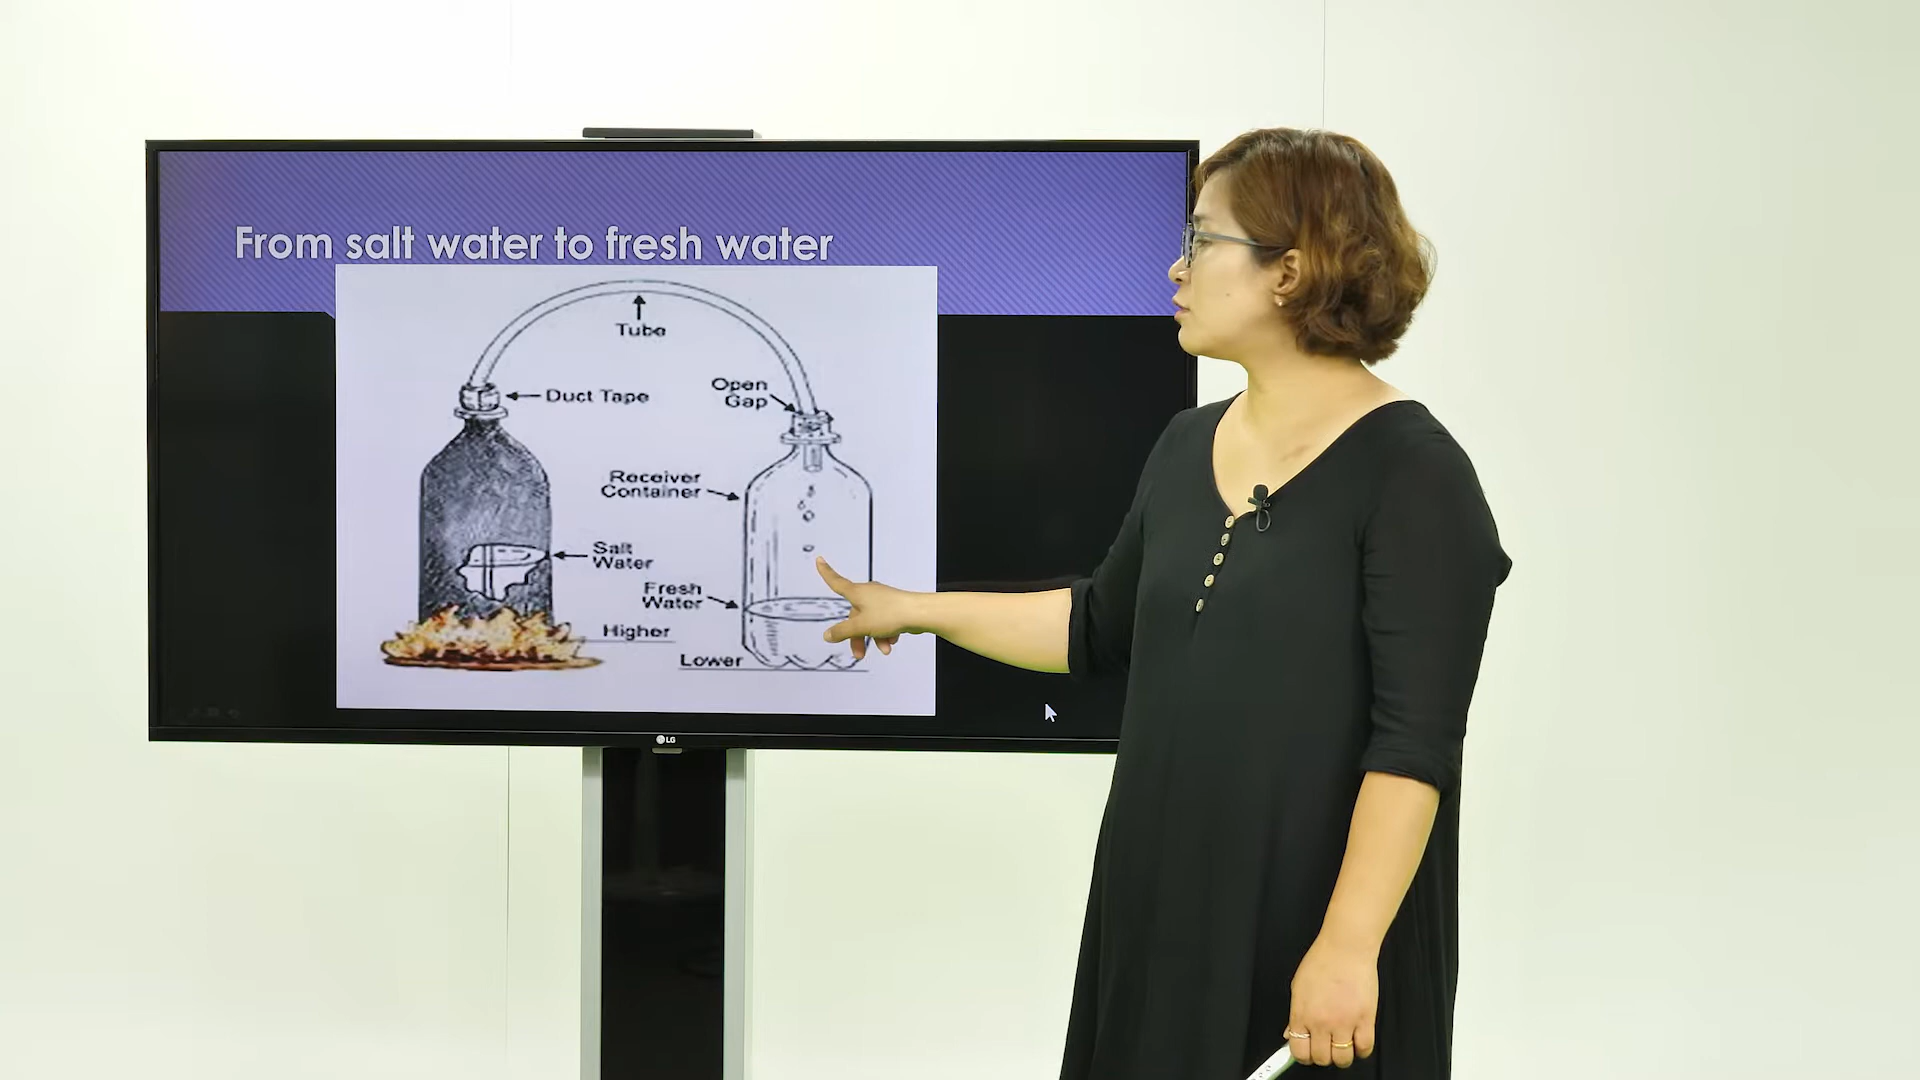 From salt water to fresh water
Tube
Duct Tape
Open
Gap
Receiver
Container
Salt
Water
Fresh
Water
Higher
Lower
LG